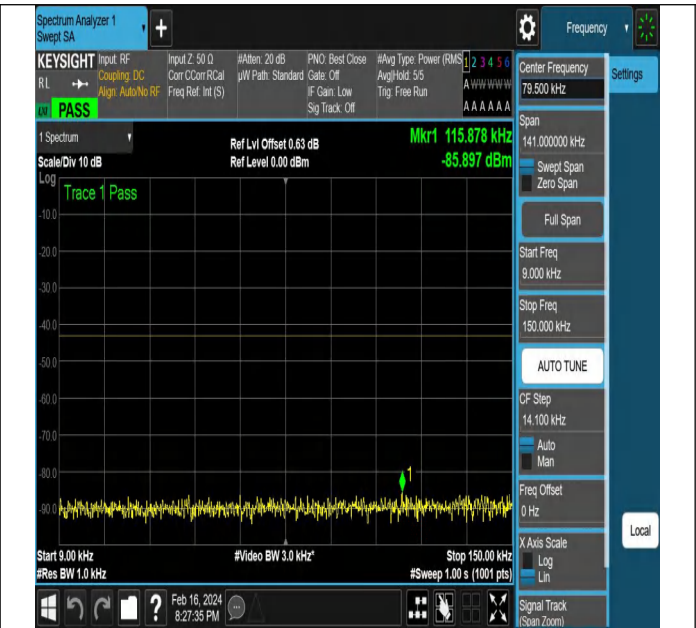 Spectrum Analyzer 1
Swept SA
+
Frequency
KEYSIGHT
Input: RF
Coupling: DC
Align: Auto/No RF
Input Z: 50 Ω
Corr CCorr RCal
Freq Ref: Int (S)
#Atten: 20 dB
µW Path: Standard
PNO: Best Close
Gate: Off
IF Gain: Low
Sig Track: Off
#Avg Type: Power (RMS
Avg|Hold: 5/5
Trig: Free Run
1 2 3 4 5 6
A W W W W W
A A A A A A
RL
PASS
1 Spectrum
Scale/Div 10 dB
Ref Lvl Offset 0.63 dB
Ref Level 0.00 dBm
Mkr1 115.878 kHz
-85.897 dBm
Log
Trace 1 Pass
-10.0
-20.0
-30.0
-40.0
-50.0
-60.0
-70.0
-80.0
-90.0
1
Start 9.00 kHz
#Res BW 1.0 kHz
#Video BW 3.0 kHz*
Stop 150.00 kHz
#Sweep 1.00 s (1001 pts)
?
Feb 16, 2024
8:27:35 PM
Center Frequency
79.500 kHz
Settings
Span
141.000000 kHz
Swept Span
Zero Span
Full Span
Start Freq
9.000 kHz
Stop Freq
150.000 kHz
AUTO TUNE
CF Step
14.100 kHz
Auto
Man
Freq Offset
0 Hz
X Axis Scale
Log
Lin
Local
Signal Track
(Span Zoom)